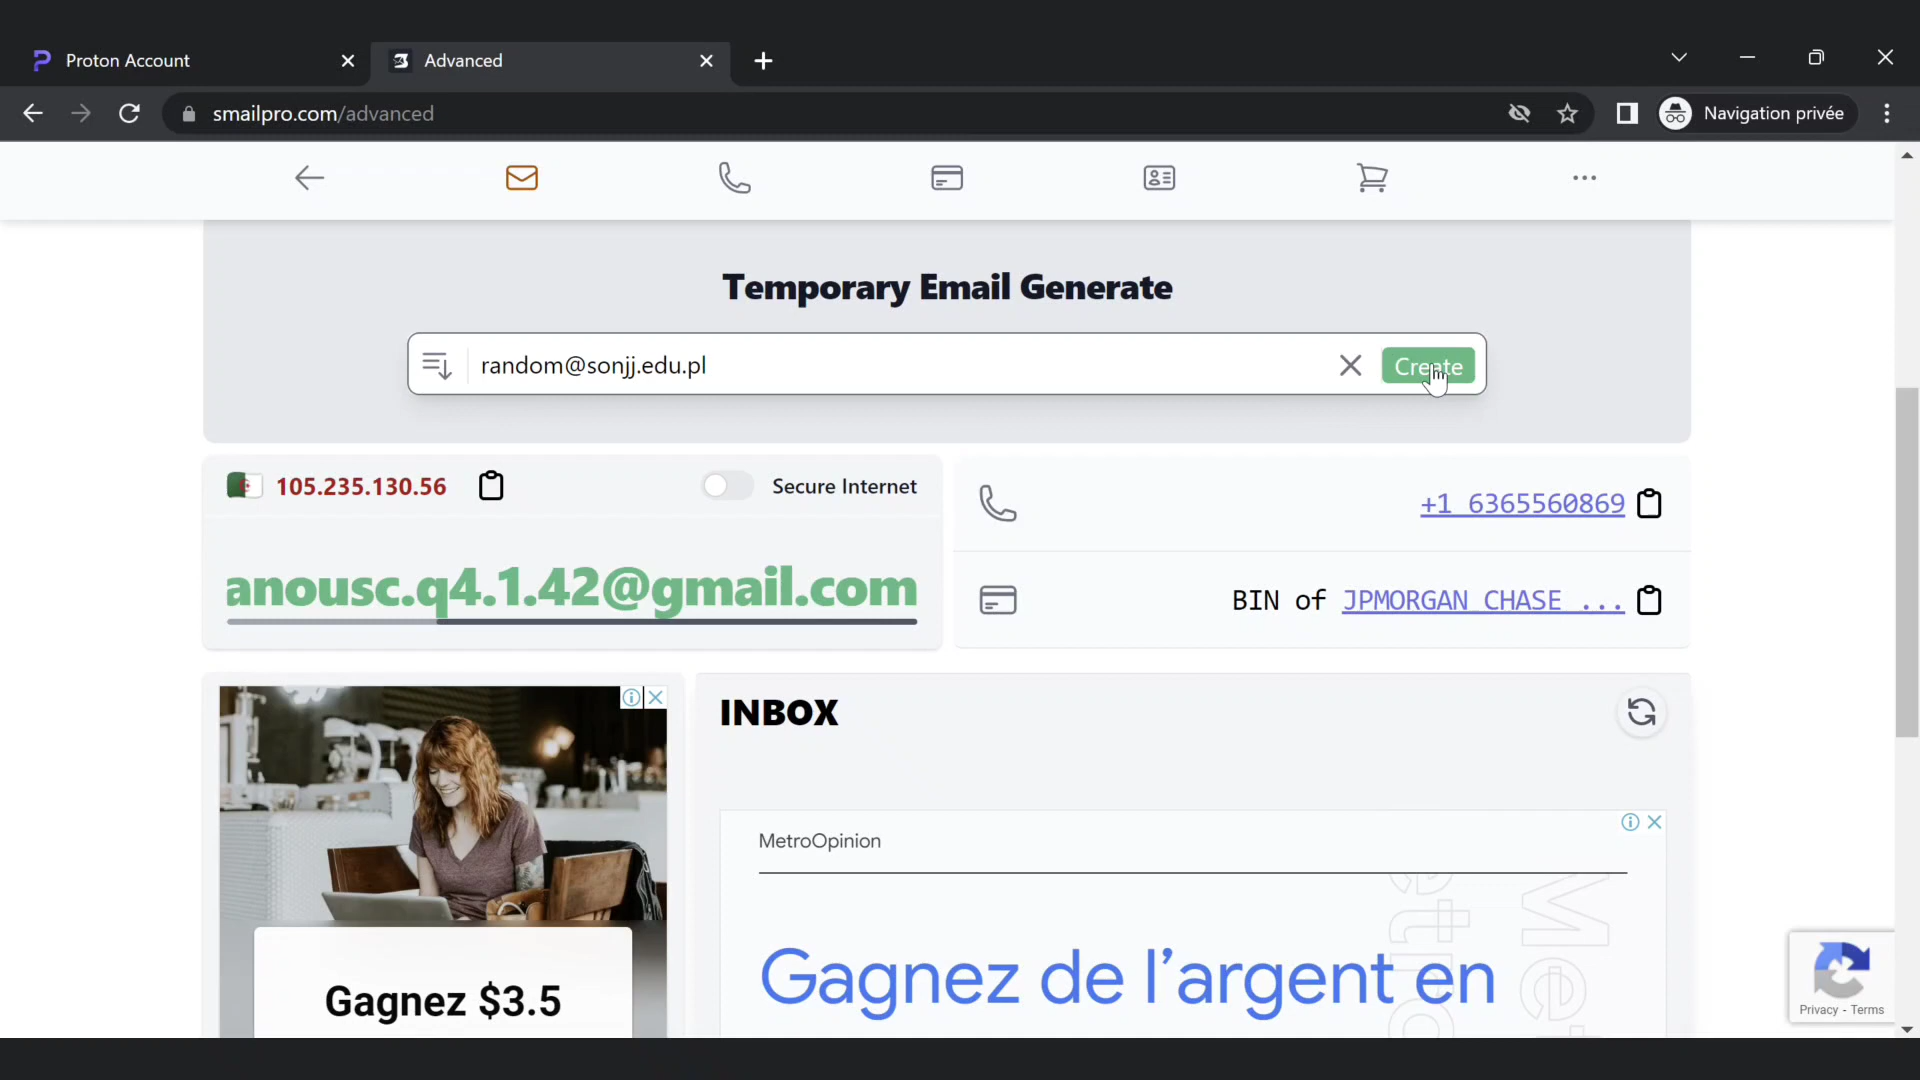 Proton Account
Advanced
smailpro.com/advanced
Navigation privée
Temporary Email Generate
random@sonjj.edu.pl
Create
105.235.130.56
Secure Internet
+1 6365560869
anousc.q4.1.42@gmail.com
BIN of JPMORGAN CHASE ...
INBOX
MetroOpinion
Gagnez de l’argent en
Gagnez $3.5
Privacy - Terms